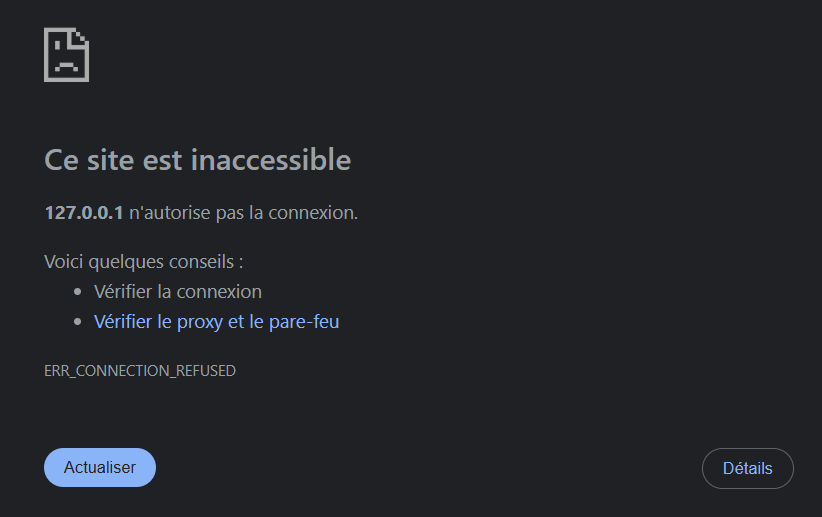 Ce site est inaccessible
127.0.0.1 n'autorise pas la connexion.
Voici quelques conseils :
Vérifier la connexion
Vérifier le proxy et le pare-feu
ERR_CONNECTION_REFUSED
Actualiser
Détails